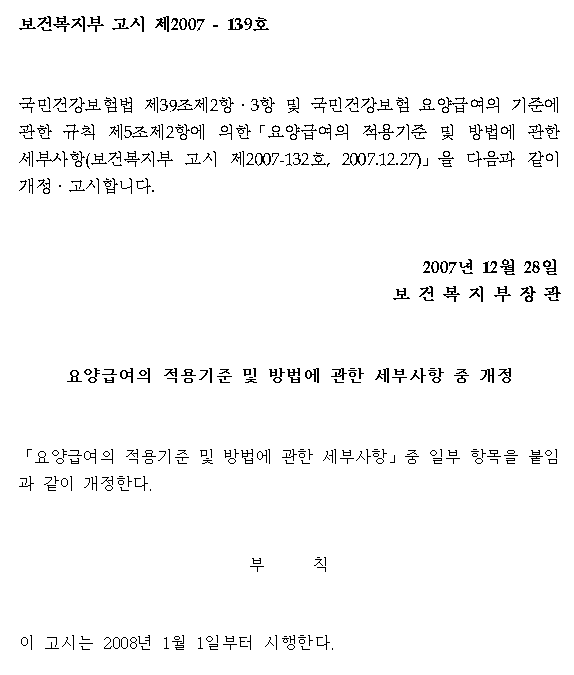 보건복지부 고시 제2007 - 139호
국민건강보험법 제39조제2항·3항 및 국민건강보험 요양급여의 기준에
관한 규칙 제5조제2항에 의한「요양급여의 적용기준 및 방법에 관한
세부사항(보건복지부 고시 제2007-132호, 2007.12.27)」을 다음과 같이
개정·고시합니다.
2007년 12월 28일
보 건 복 지 부 장 관
요양급여의 적용기준 및 방법에 관한 세부사항 중 개정
「요양급여의 적용기준 및 방법에 관한 세부사항」중 일부 항목을 붙임
과 같이 개정한다.
부 칙
이 고시는 2008년 1월 1일부터 시행한다.